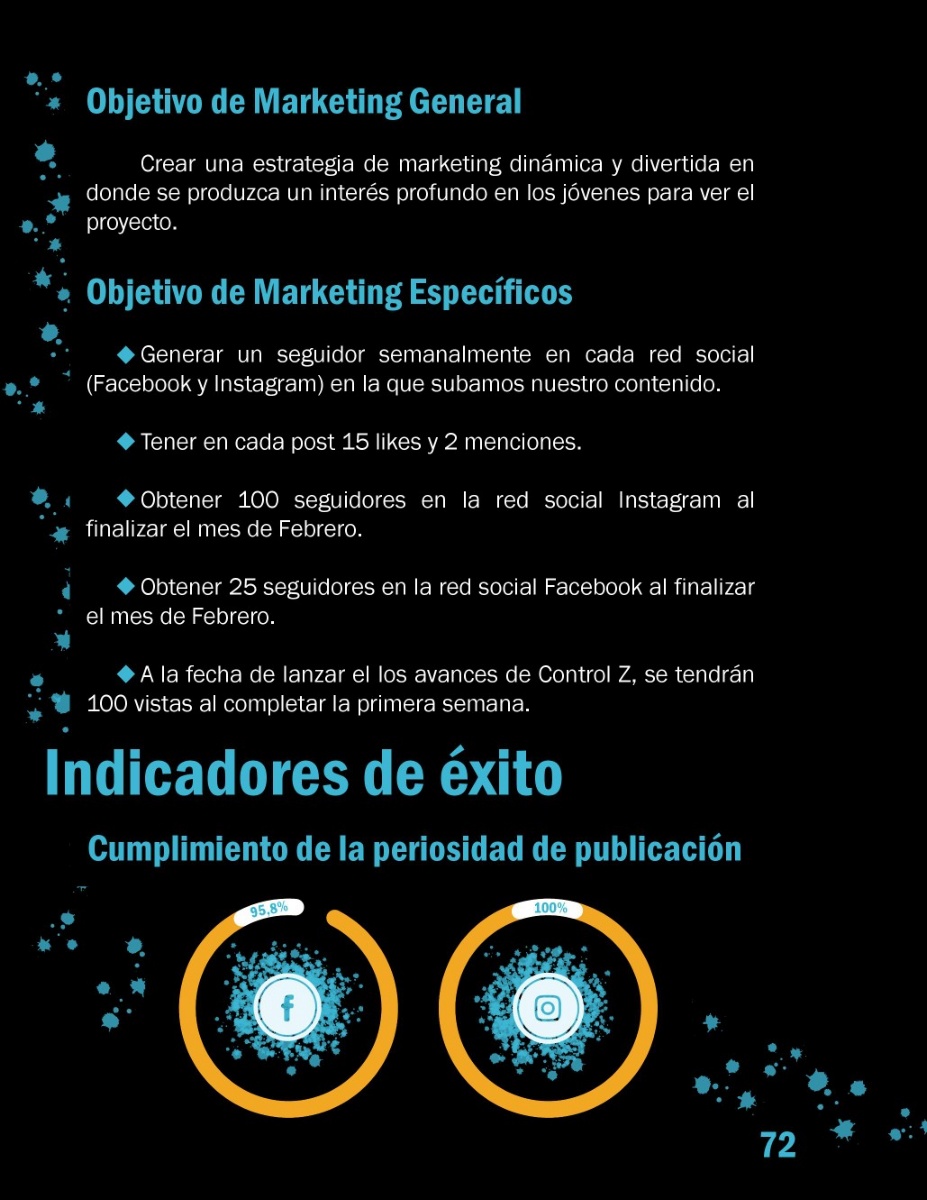 Objetivo de Marketing General
Crear una estrategia de marketing dinámica y divertida en
donde se produzca un interés profundo en los jóvenes para ver el
proyecto.
Objetivo de Marketing Específicos
◆Generar un seguidor semanalmente en cada red social
(Facebook y Instagram) en la que subamos nuestro contenido.
◆Tener en cada post 15 likes y 2 menciones.
◆Obtener 100 seguidores en la red social Instagram al
finalizar el mes de Febrero.
◆Obtener 25 seguidores en la red social Facebook al finalizar
el mes de Febrero.
◆A la fecha de lanzar el los avances de Control Z, se tendrán
100 vistas al completar la primera semana.
Indicadores de éxito
Cumplimiento de la periosidad de publicación
95,8%
100%
72